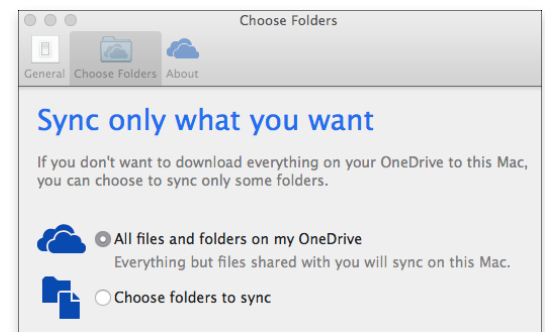 Choose Folders
General Choose Folders About
Sync only what you want
If you don't want to download everything on your OneDrive to this Mac,
you can choose to sync only some folders.
All files and folders on my OneDrive
Everything but files shared with you will sync on this Mac.
Choose folders to sync